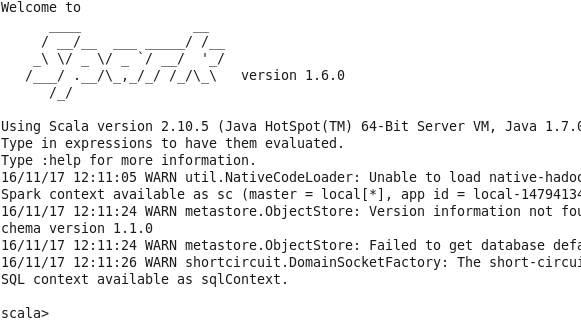 Welcome to
      ____              __
     / __/__  ___ _____/ /__
    _\ \/ _ \/ _ `/ __/  '_/
   /___/ .__/\_,_/_/ /_/\_\   version 1.6.0
      /_/

Using Scala version 2.10.5 (Java HotSpot(TM) 64-Bit Server VM, Java 1.7.0
Type in expressions to have them evaluated.
Type :help for more information.
16/11/17 12:11:05 WARN util.NativeCodeLoader: Unable to load native-hadoo
Spark context available as sc (master = local[*], app id = local-14794134
16/11/17 12:11:24 WARN metastore.ObjectStore: Version information not fou
chema version 1.1.0
16/11/17 12:11:24 WARN metastore.ObjectStore: Failed to get database defa
16/11/17 12:11:26 WARN shortcircuit.DomainSocketFactory: The short-circui
SQL context available as sqlContext.

scala>